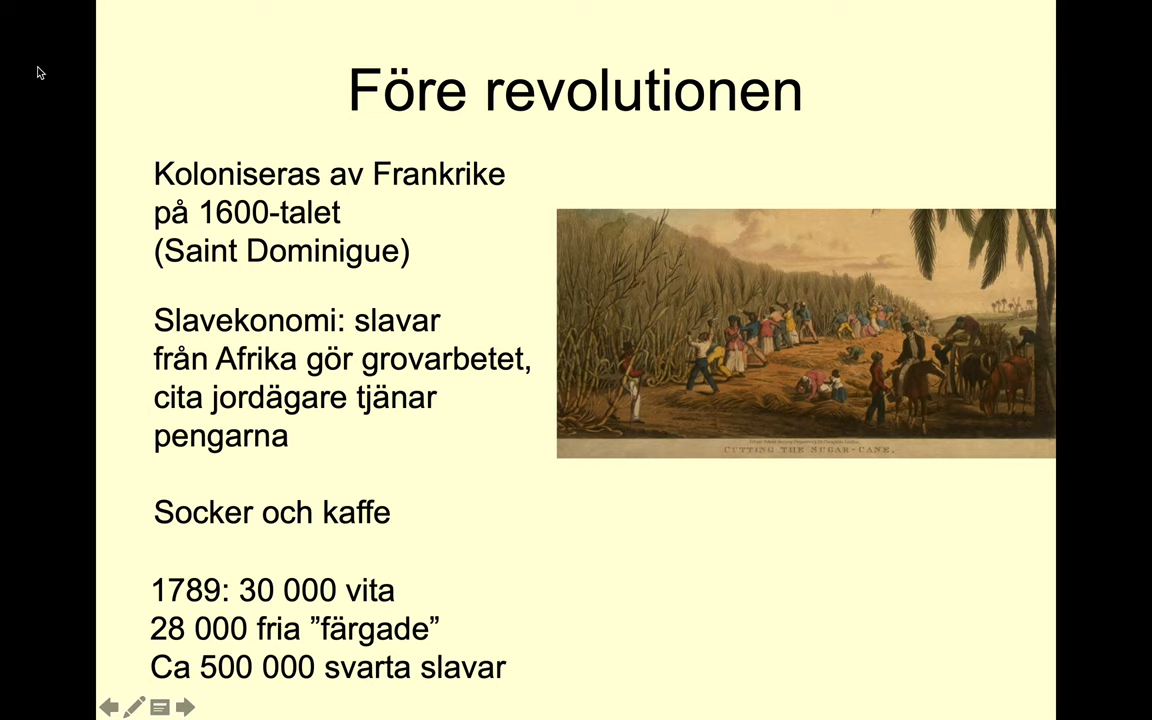 Före revolutionen
Koloniseras av Frankrike
på 1600-talet
(Saint Dominigue)
Slavekonomi: slavar
från Afrika gör grovarbetet,
cita jordägare tjänar
pengarna
Socker och kaffe
1789: 30 000 vita
28 000 fria ”färgade”
Ca 500 000 svarta slavar
CUTTING THE SUGAR-CANE.